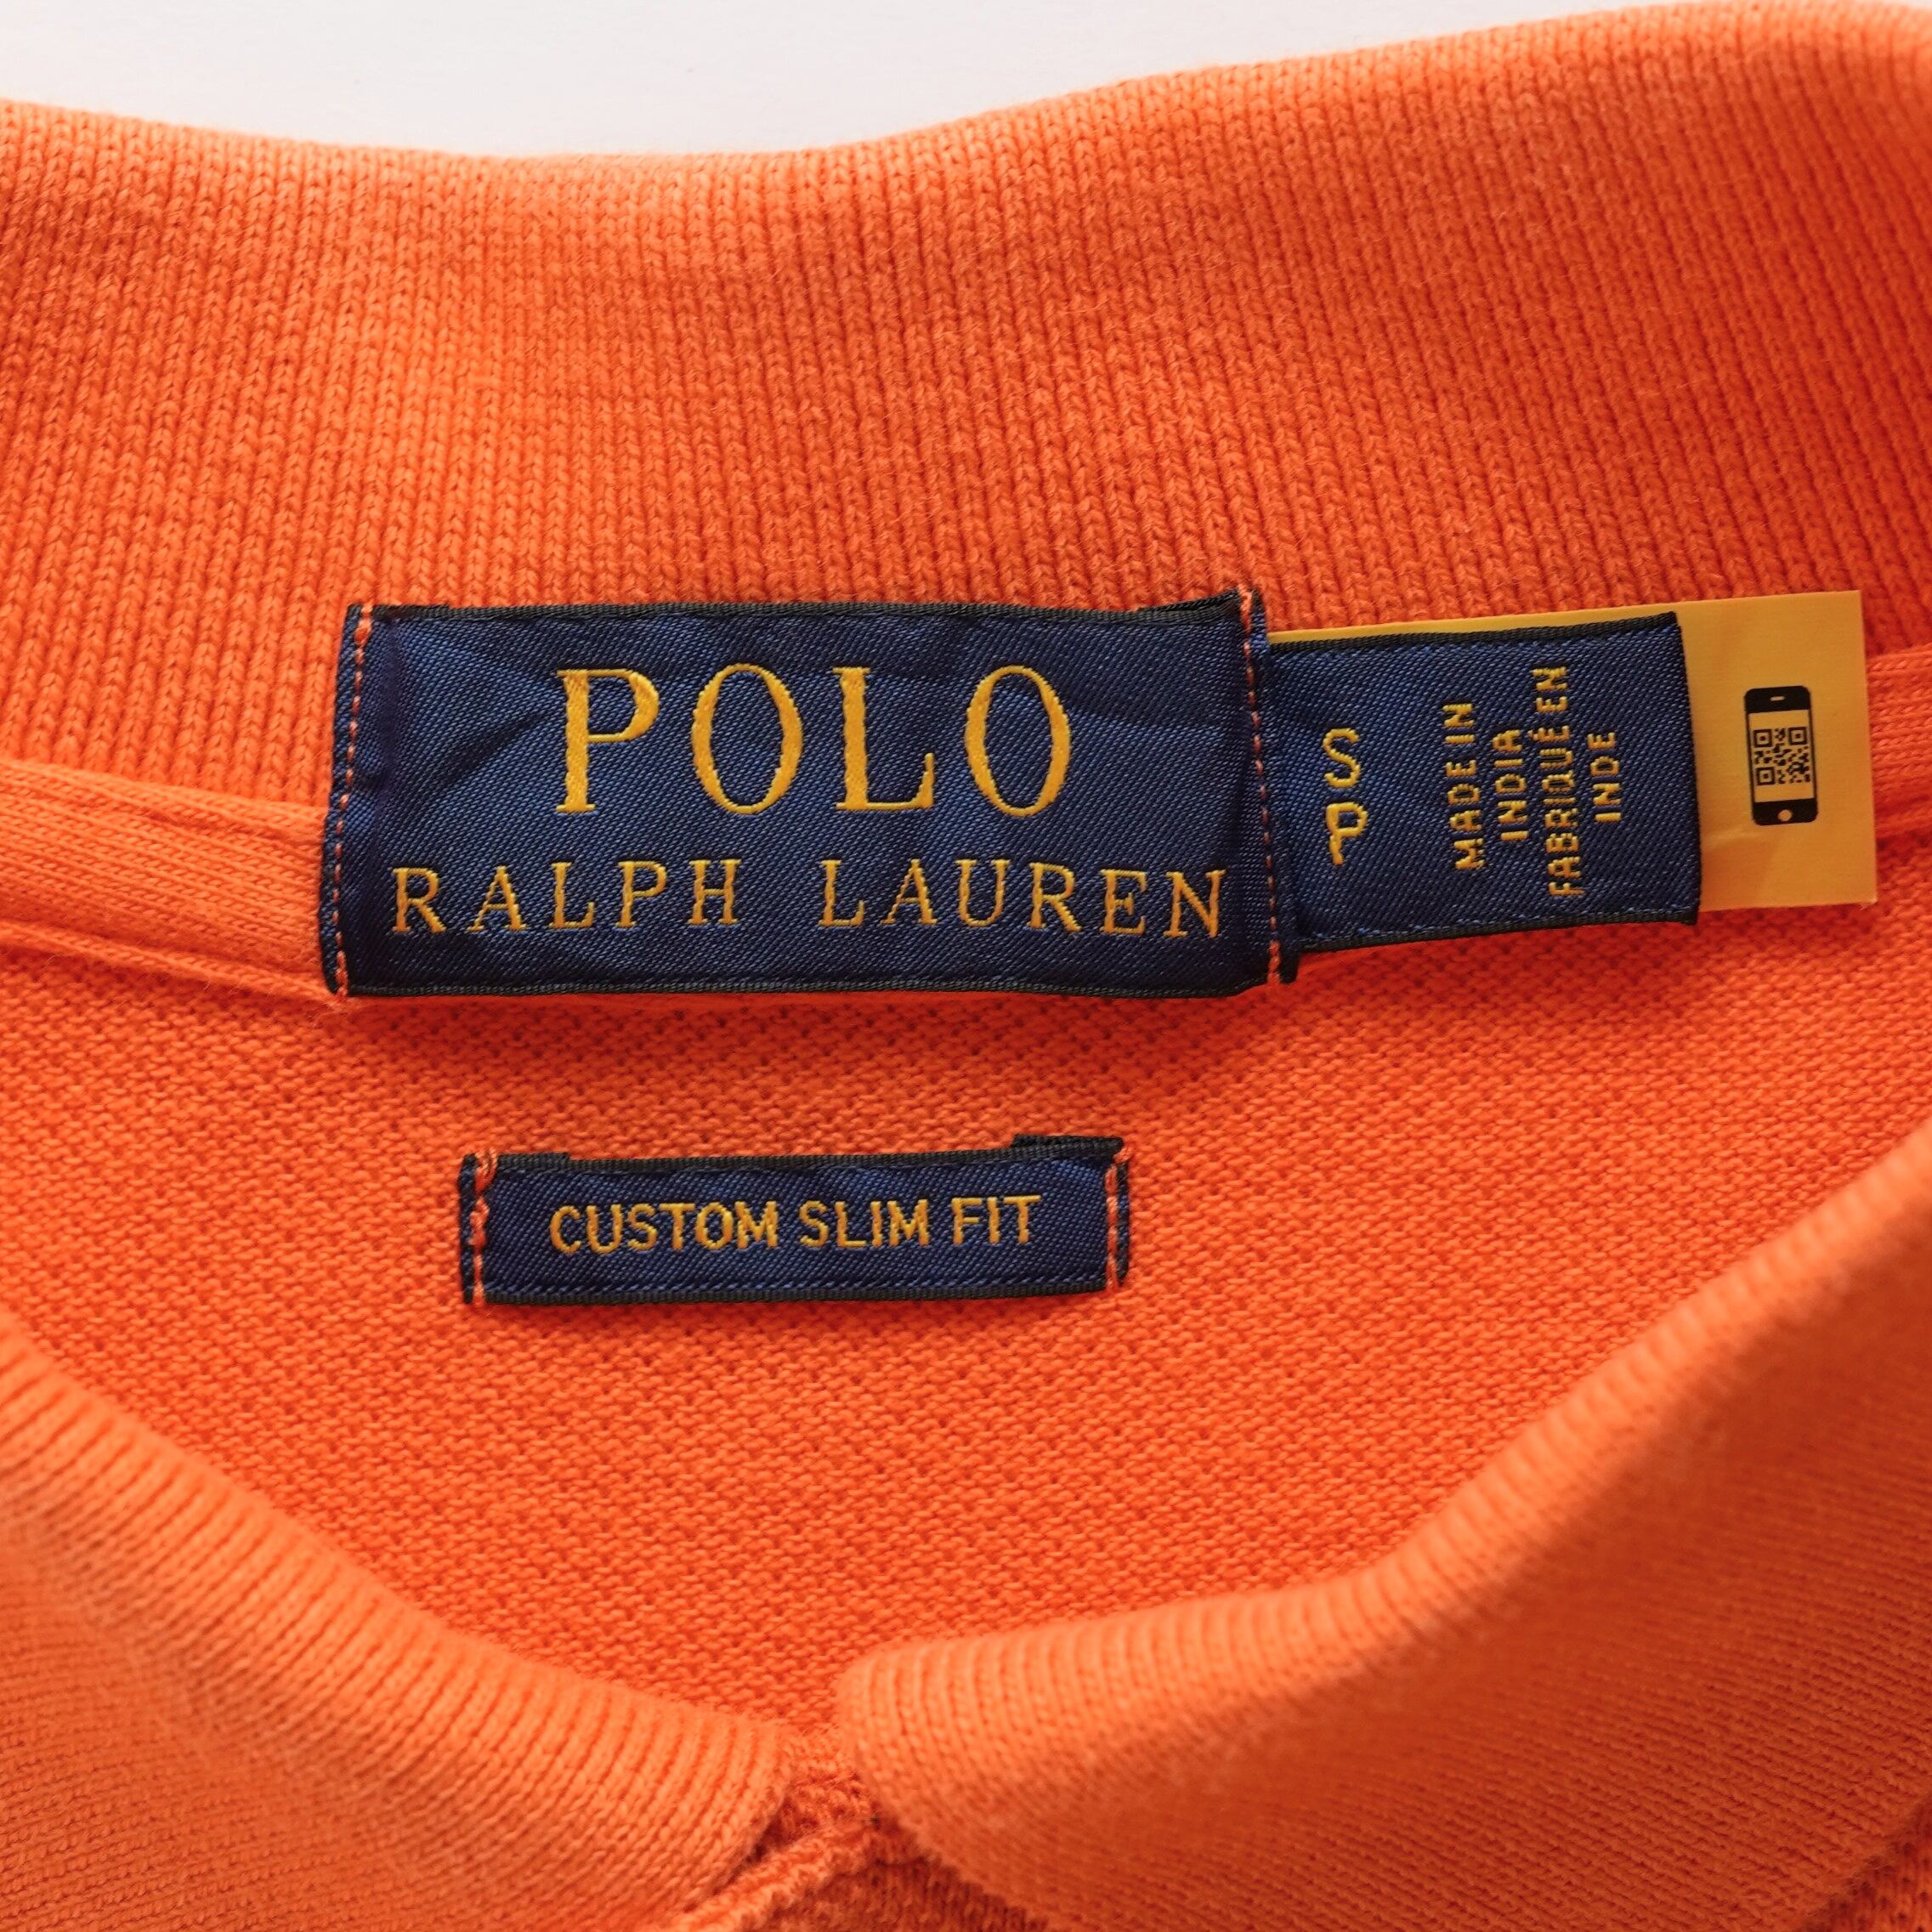 POLO
RALPH LAUREN
S
P
MADE IN
INDIA
FABRIQUÉ EN
INDE
CUSTOM SLIM FIT